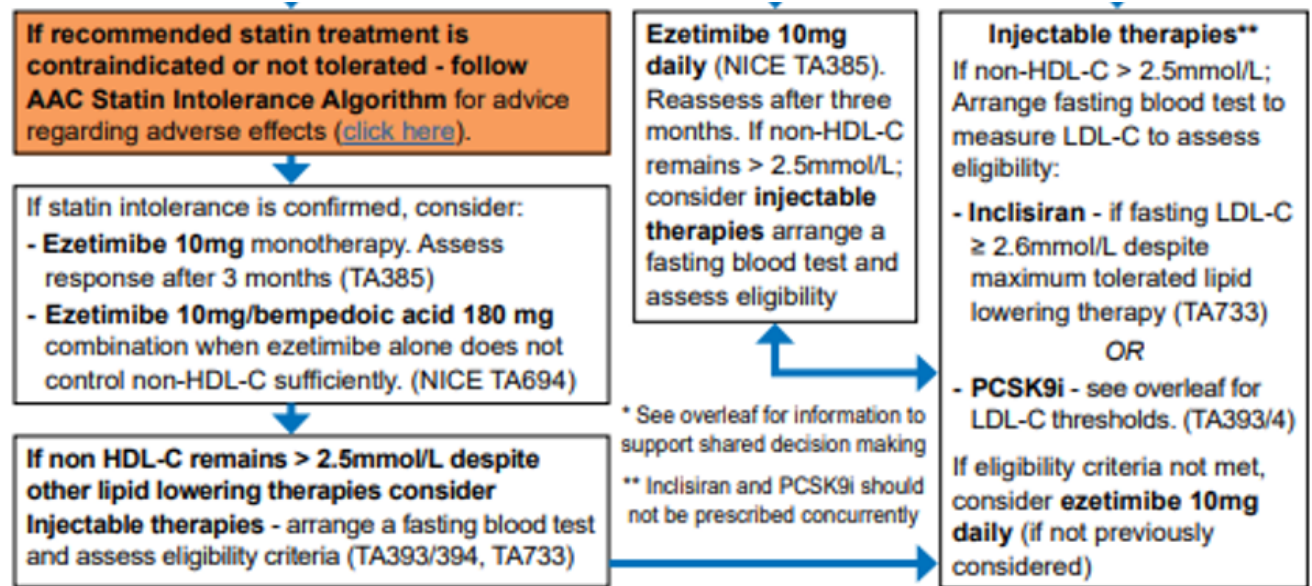 If recommended statin treatment is
contraindicated or not tolerated - follow
AAC Statin Intolerance Algorithm for advice
regarding adverse effects (click here).
If statin intolerance is confirmed, consider:
- Ezetimibe 10mg monotherapy. Assess
response after 3 months (TA385)
- Ezetimibe 10mg/bempedoic acid 180 mg
combination when ezetimibe alone does not
control non-HDL-C sufficiently. (NICE TA694)
If non HDL-C remains > 2.5mmol/L despite
other lipid lowering therapies consider
Injectable therapies - arrange a fasting blood test
and assess eligibility criteria (TA393/394, TA733)
Ezetimibe 10mg
daily (NICE TA385).
Reassess after three
months. If non-HDL-C
remains > 2.5mmol/L;
consider injectable
therapies arrange a
fasting blood test and
assess eligibility
* See overleaf for information to
support shared decision making
** Inclisiran and PCSK9i should
not be prescribed concurrently
Injectable therapies**
If non-HDL-C > 2.5mmol/L;
Arrange fasting blood test to
measure LDL-C to assess
eligibility:
- Inclisiran - if fasting LDL-C
≥ 2.6mmol/L despite
maximum tolerated lipid
lowering therapy (TA733)
OR
- PCSK9i - see overleaf for
LDL-C thresholds. (TA393/4)
If eligibility criteria not met,
consider ezetimibe 10mg
daily (if not previously
considered)